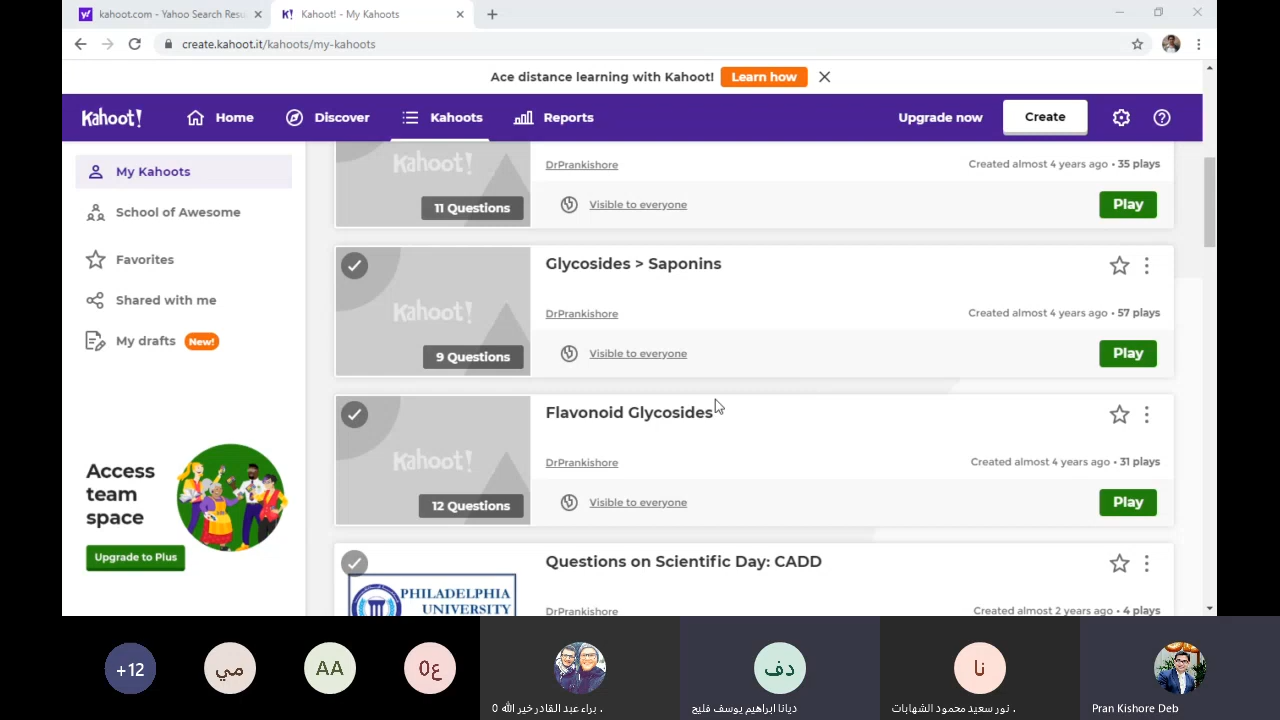 kahoot.com - Yahoo Search Resu
Kahoot! - My Kahoots
create.kahoot.it/kahoots/my-kahoots
Ace distance learning with Kahoot! Learn how
Kahoot! Home Discover Kahoots Reports Upgrade now Create
My Kahoots
School of Awesome
Favorites
Shared with me
My drafts New!
Access
team
space
Upgrade to Plus
Kahoot!
11 Questions
DrPrankishore
Created almost 4 years ago • 35 plays
Visible to everyone
Play
Kahoot!
9 Questions
Glycosides > Saponins
DrPrankishore
Created almost 4 years ago • 57 plays
Visible to everyone
Play
Kahoot!
12 Questions
Flavonoid Glycosides
DrPrankishore
Created almost 4 years ago • 31 plays
Visible to everyone
Play
PHILADELPHIA
UNIVERSITY
Questions on Scientific Day: CADD
DrPrankishore
Created almost 2 years ago • 4 plays
+12
مي
AA
ع0
دف
نا
براء عبد القادر خير الله 0 .
ديانا ابراهيم يوسف فليح
نور سعيد محمود الشهابات .
Pran Kishore Deb